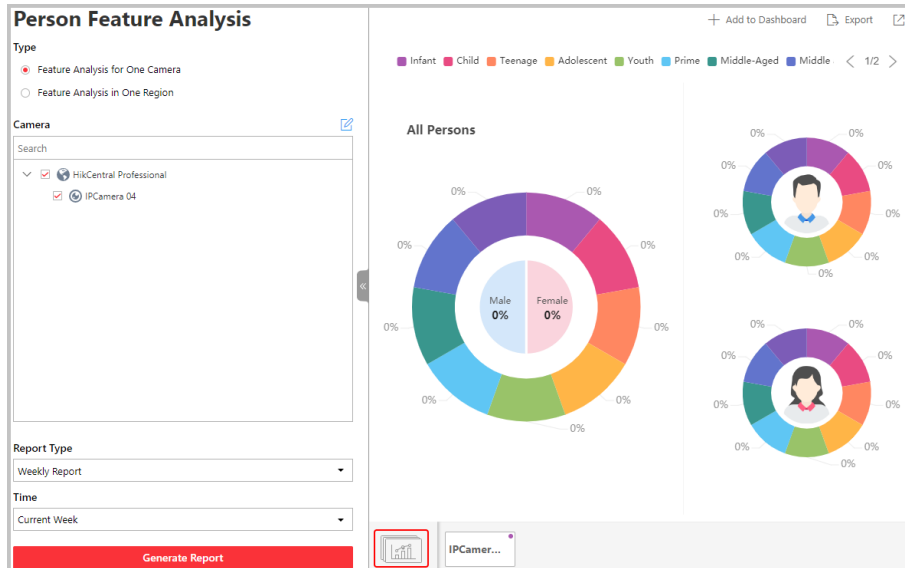 Person Feature Analysis
Type
Feature Analysis for One Camera
Feature Analysis in One Region
Camera
Search
HikCentral Professional
IPCamera 04
Report Type
Weekly Report
Time
Current Week
Generate Report
Add to Dashboard Export
Infant Child Teenage Adolescent Youth Prime Middle-Aged Middle 1/2
All Persons
0% 0%
0% 0%
0% 0%
0% 0%
0%
Male Female
0% 0%
0% 0%
0% 0%
0% 0%
0% 0%
0%
0% 0%
0% 0%
0% 0%
0% 0%
0%
IPCamer...